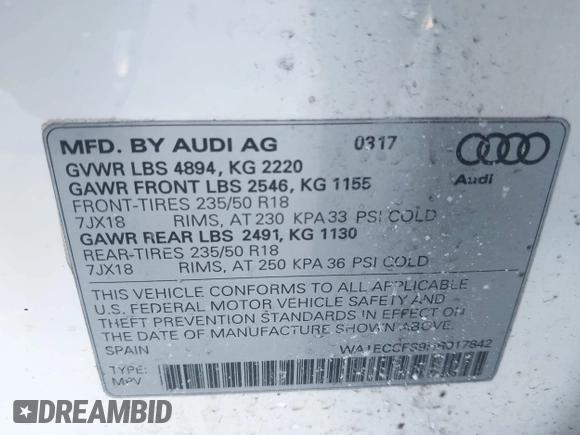 MFD. BY AUDI AG 0317
GVWR LBS 4894, KG 2220
GAWR FRONT LBS 2546, KG 1155
Audi
FRONT-TIRES 235/50 R18
7JX18 RIMS, AT 230 KPA 33 PSI COLD
GAWR REAR LBS 2491, KG 1130
REAR-TIRES 235/50 R18
7JX18 RIMS, AT 250 KPA 36 PSI COLD
THIS VEHICLE CONFORMS TO ALL APPLICABLE
U.S. FEDERAL MOTOR VEHICLE SAFETY AND
THEFT PREVENTION STANDARDS IN EFFECT ON
THE DATE OF MANUFACTURE SHOWN ABOVE.
SPAIN
TYPE:
MPV
DREAMBID